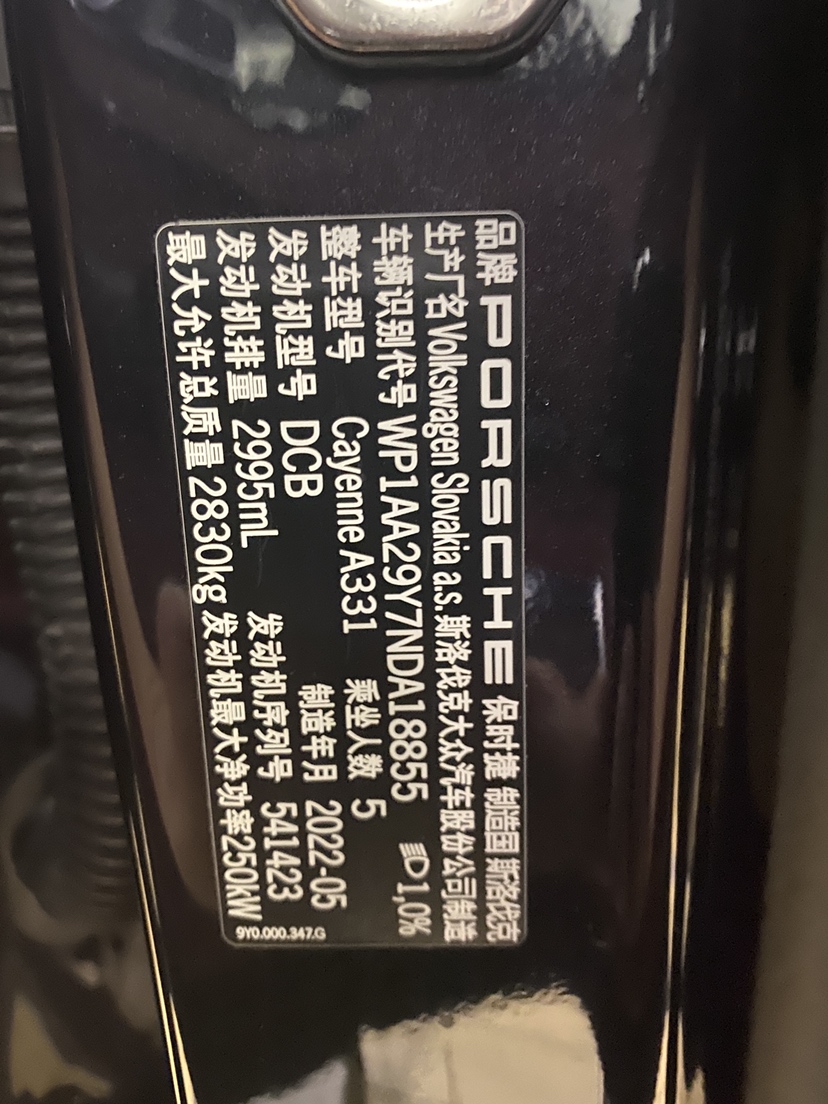 品牌 PORSCHE 保时捷 制造国 斯洛伐克
生产厂名 Volkswagen Slovakia a.s. 斯洛伐克大众汽车股份公司制造
车辆识别代号 WP1AA29Y7NDA18855 1,0%
整车型号 Cayenne A331 乘坐人数 5
发动机型号 DCB 制造年月 2022-05
发动机排量 2995mL 发动机序列号 541423
最大允许总质量 2830kg 发动机最大净功率 250kW
9Y0.000.347.G